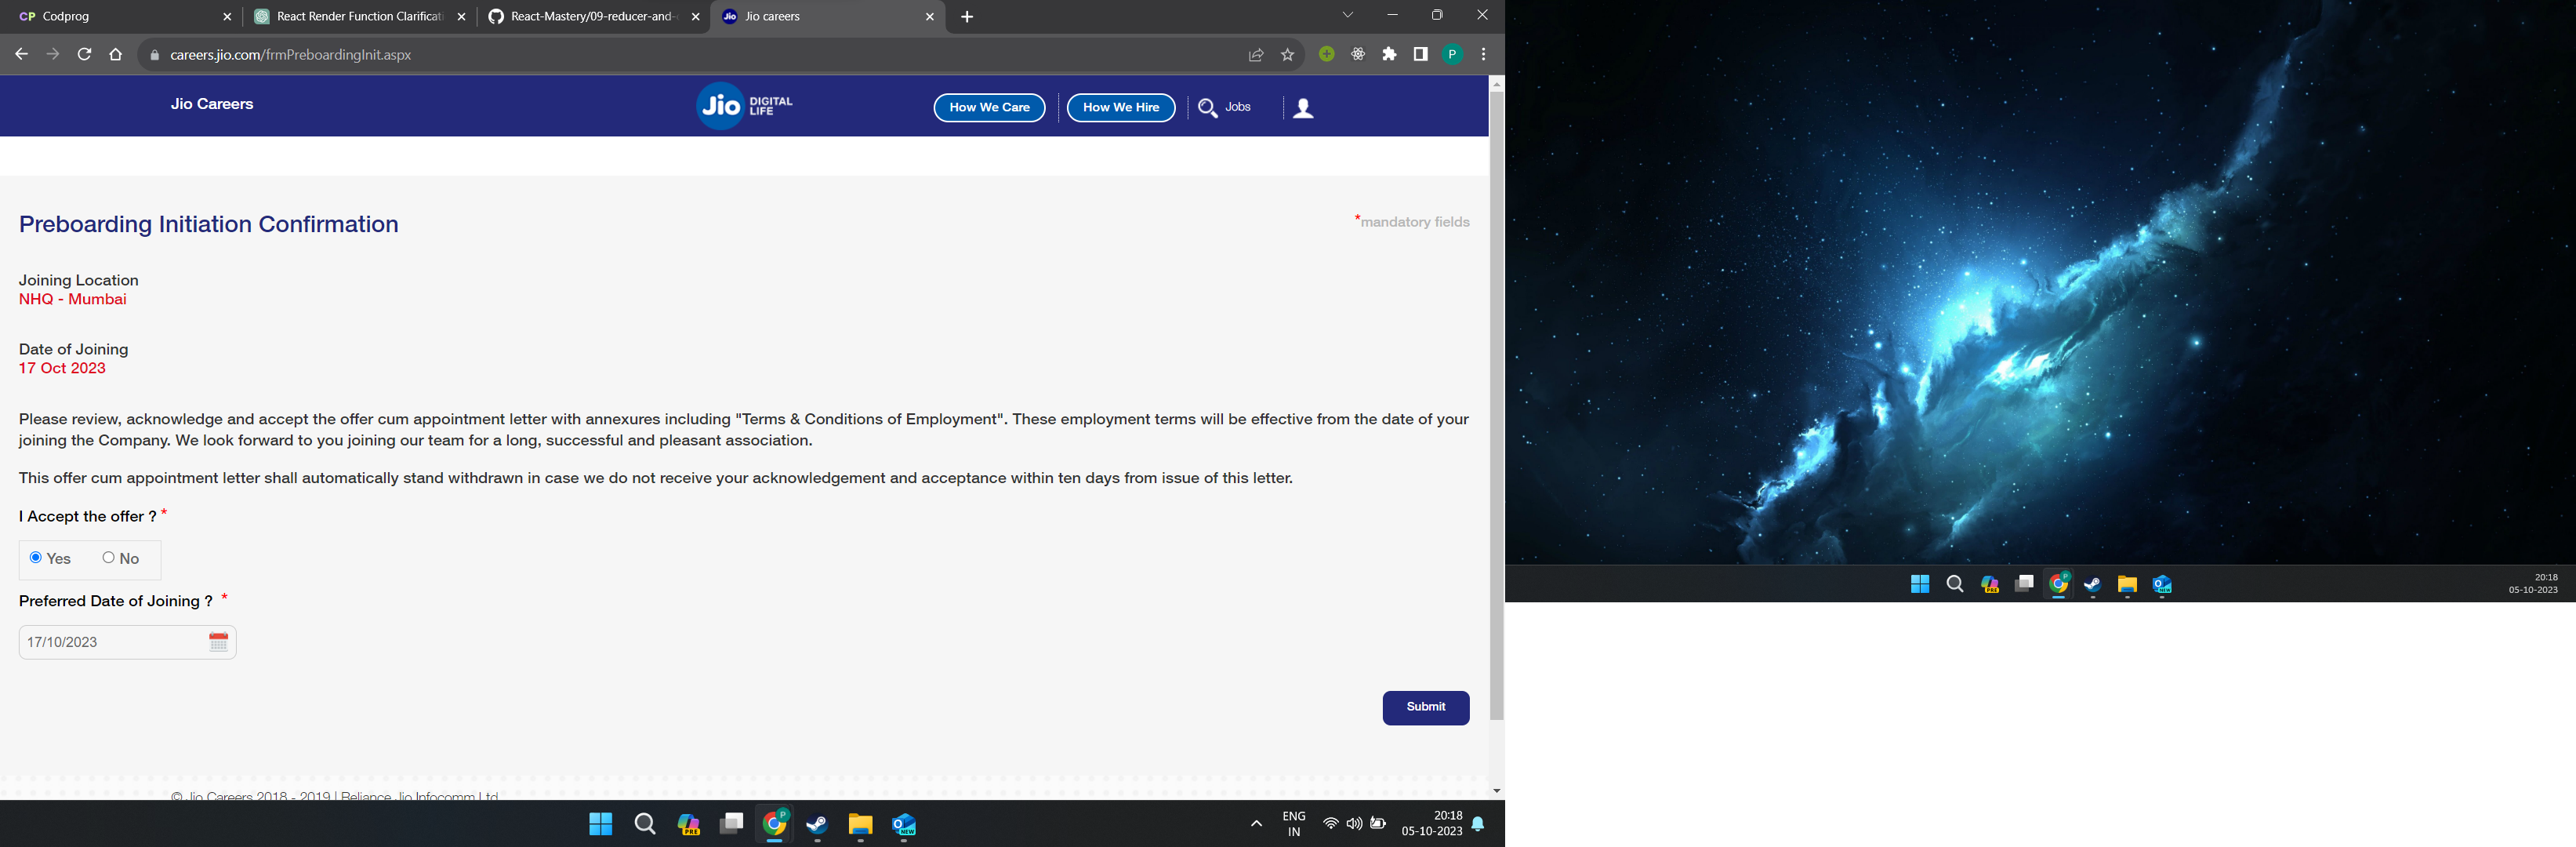 CP Codprog
React Render Function Clarificati
React-Mastery/09-reducer-and-
Jio Jio careers
careers.jio.com/frmPreboardingInit.aspx
P
Jio Careers
Jio DIGITAL LIFE
How We Care
How We Hire
Jobs
Preboarding Initiation Confirmation
*mandatory fields
Joining Location
NHQ - Mumbai
Date of Joining
17 Oct 2023
Please review, acknowledge and accept the offer cum appointment letter with annexures including "Terms & Conditions of Employment". These employment terms will be effective from the date of your
joining the Company. We look forward to you joining our team for a long, successful and pleasant association.
This offer cum appointment letter shall automatically stand withdrawn in case we do not receive your acknowledgement and acceptance within ten days from issue of this letter.
I Accept the offer ? *
Yes No
Preferred Date of Joining ? *
17/10/2023
Submit
© Jio Careers 2018 - 2019 | Reliance Jio Infocomm Ltd
PRE
P
NEW
ENG
IN
20:18
05-10-2023
PRE
P
NEW
20:18
05-10-2023